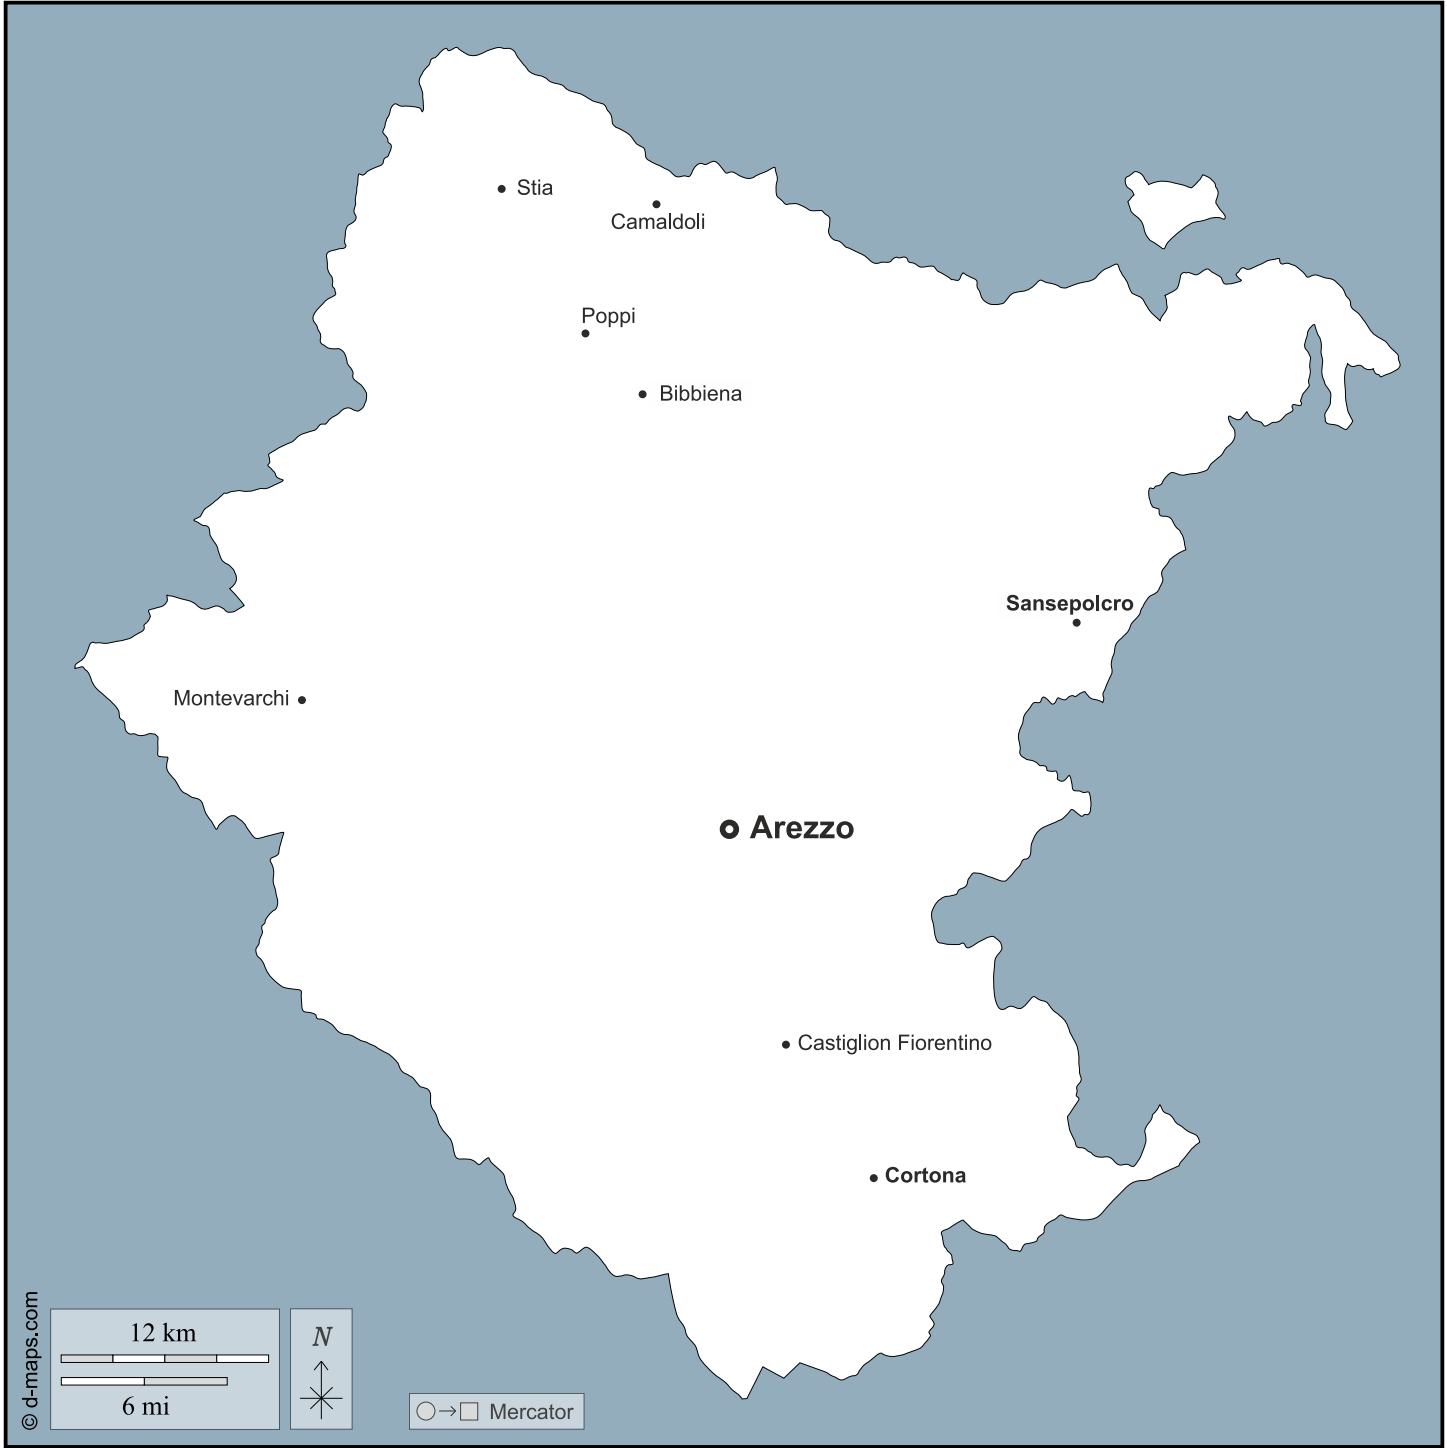 Stia
Camaldoli
Poppi
Bibbiena
Sansepolcro
Montevarchi
Arezzo
Castiglion Fiorentino
Cortona
© d-maps.com
12 km
6 mi
N
Mercator